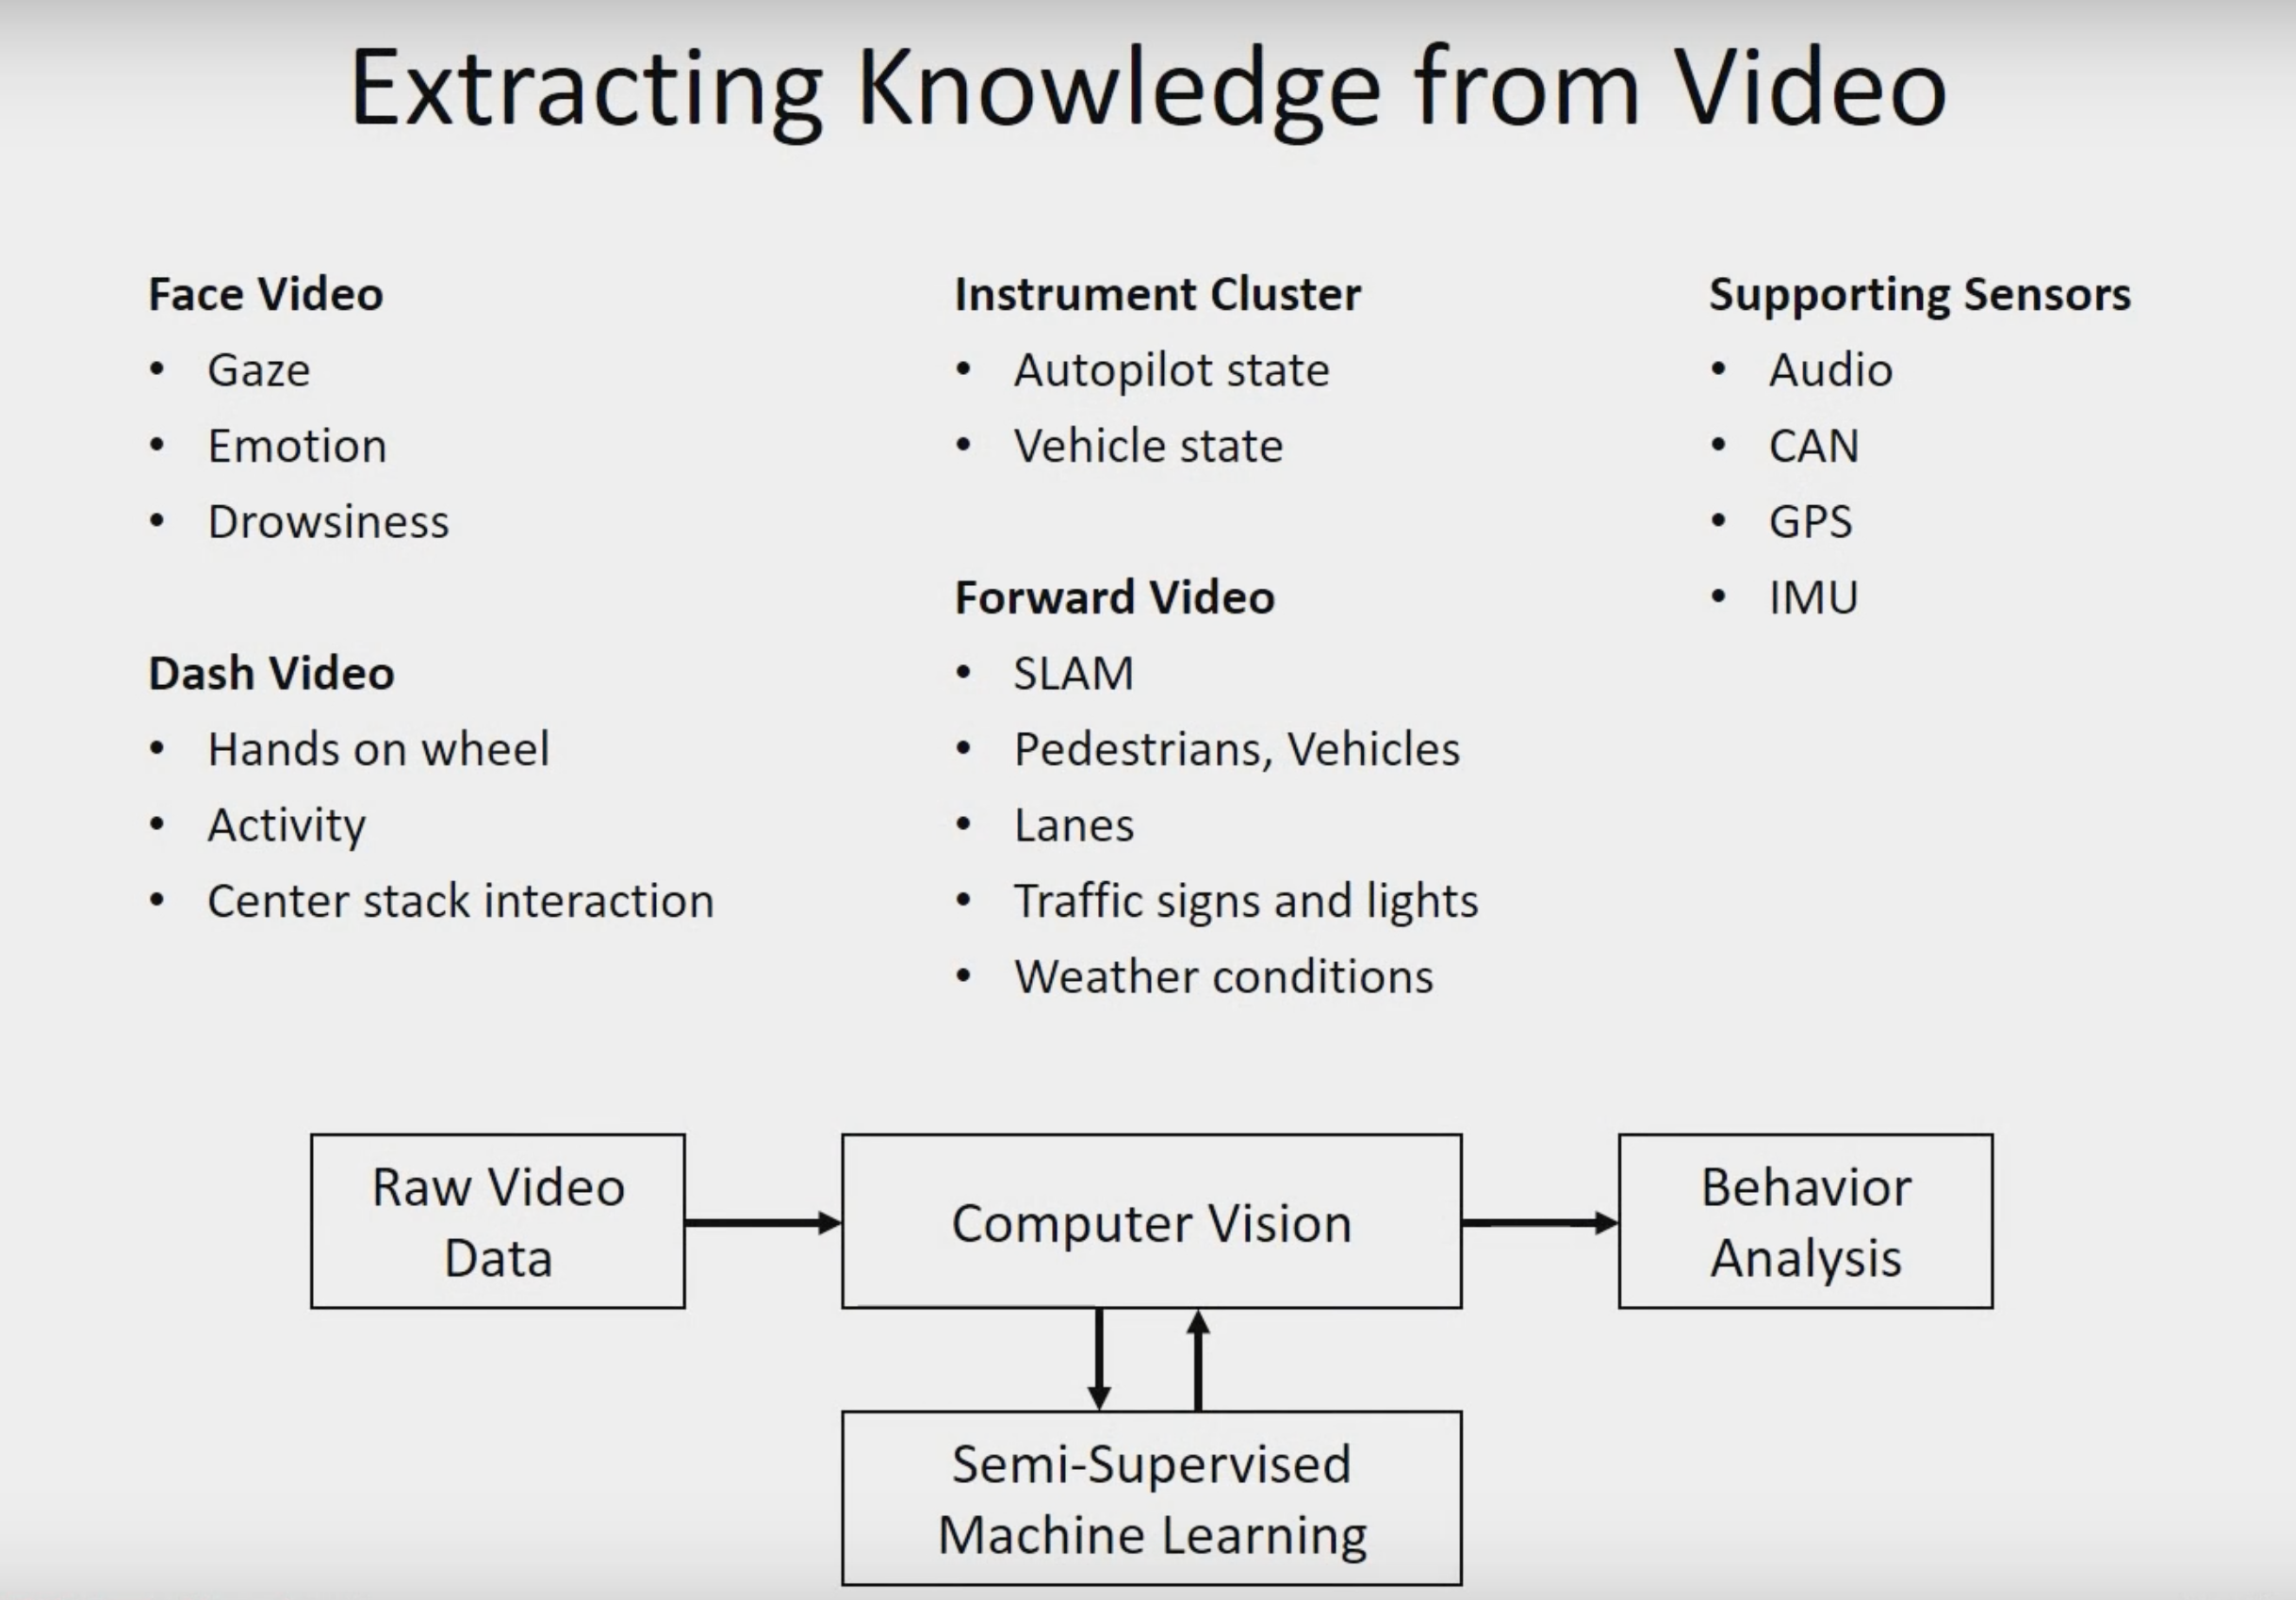 Extracting Knowledge from Video
Face Video
• Gaze
• Emotion
• Drowsiness
Dash Video
• Hands on wheel
• Activity
• Center stack interaction
Instrument Cluster
• Autopilot state
• Vehicle state
Forward Video
• SLAM
• Pedestrians, Vehicles
• Lanes
• Traffic signs and lights
• Weather conditions
Supporting Sensors
• Audio
• CAN
• GPS
• IMU
Raw Video
Data
Computer Vision
Behavior
Analysis
Semi-Supervised
Machine Learning